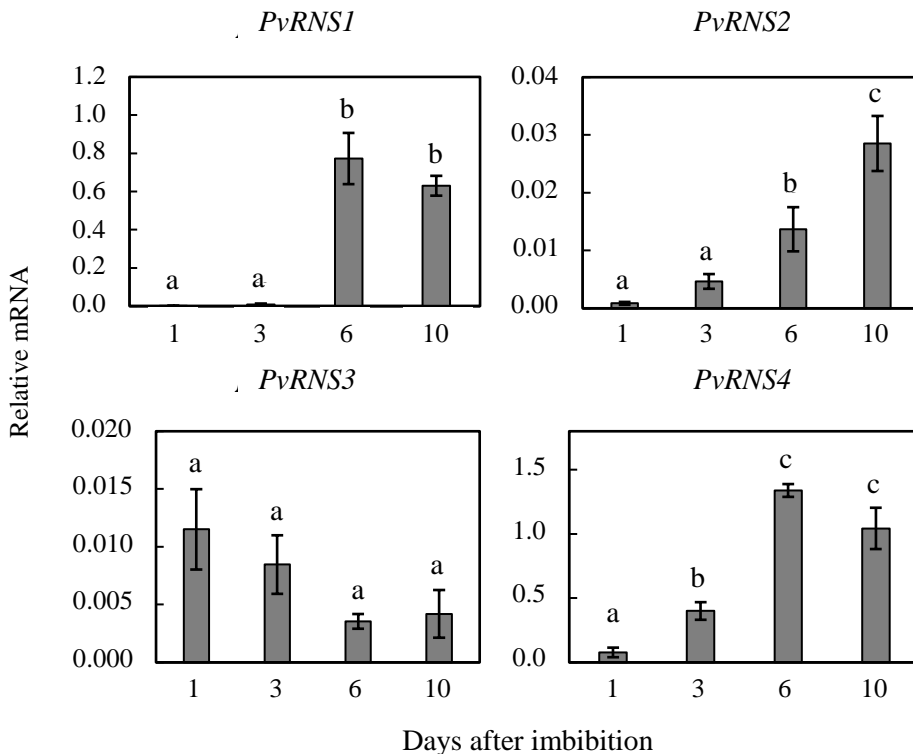 PvRNS1
PvRNS2
1.2
1.0
0.8
0.6
0.4
0.2
0.0
a
a
b
b
1
3
6
10
0.04
0.03
0.02
0.01
0.00
a
a
b
c
1
3
6
10
Relative mRNA
PvRNS3
PvRNS4
0.020
0.015
0.010
0.005
0.000
a
a
a
a
1
3
6
10
1.5
1.0
0.5
0.0
a
b
c
c
1
3
6
10
Days after imbibition